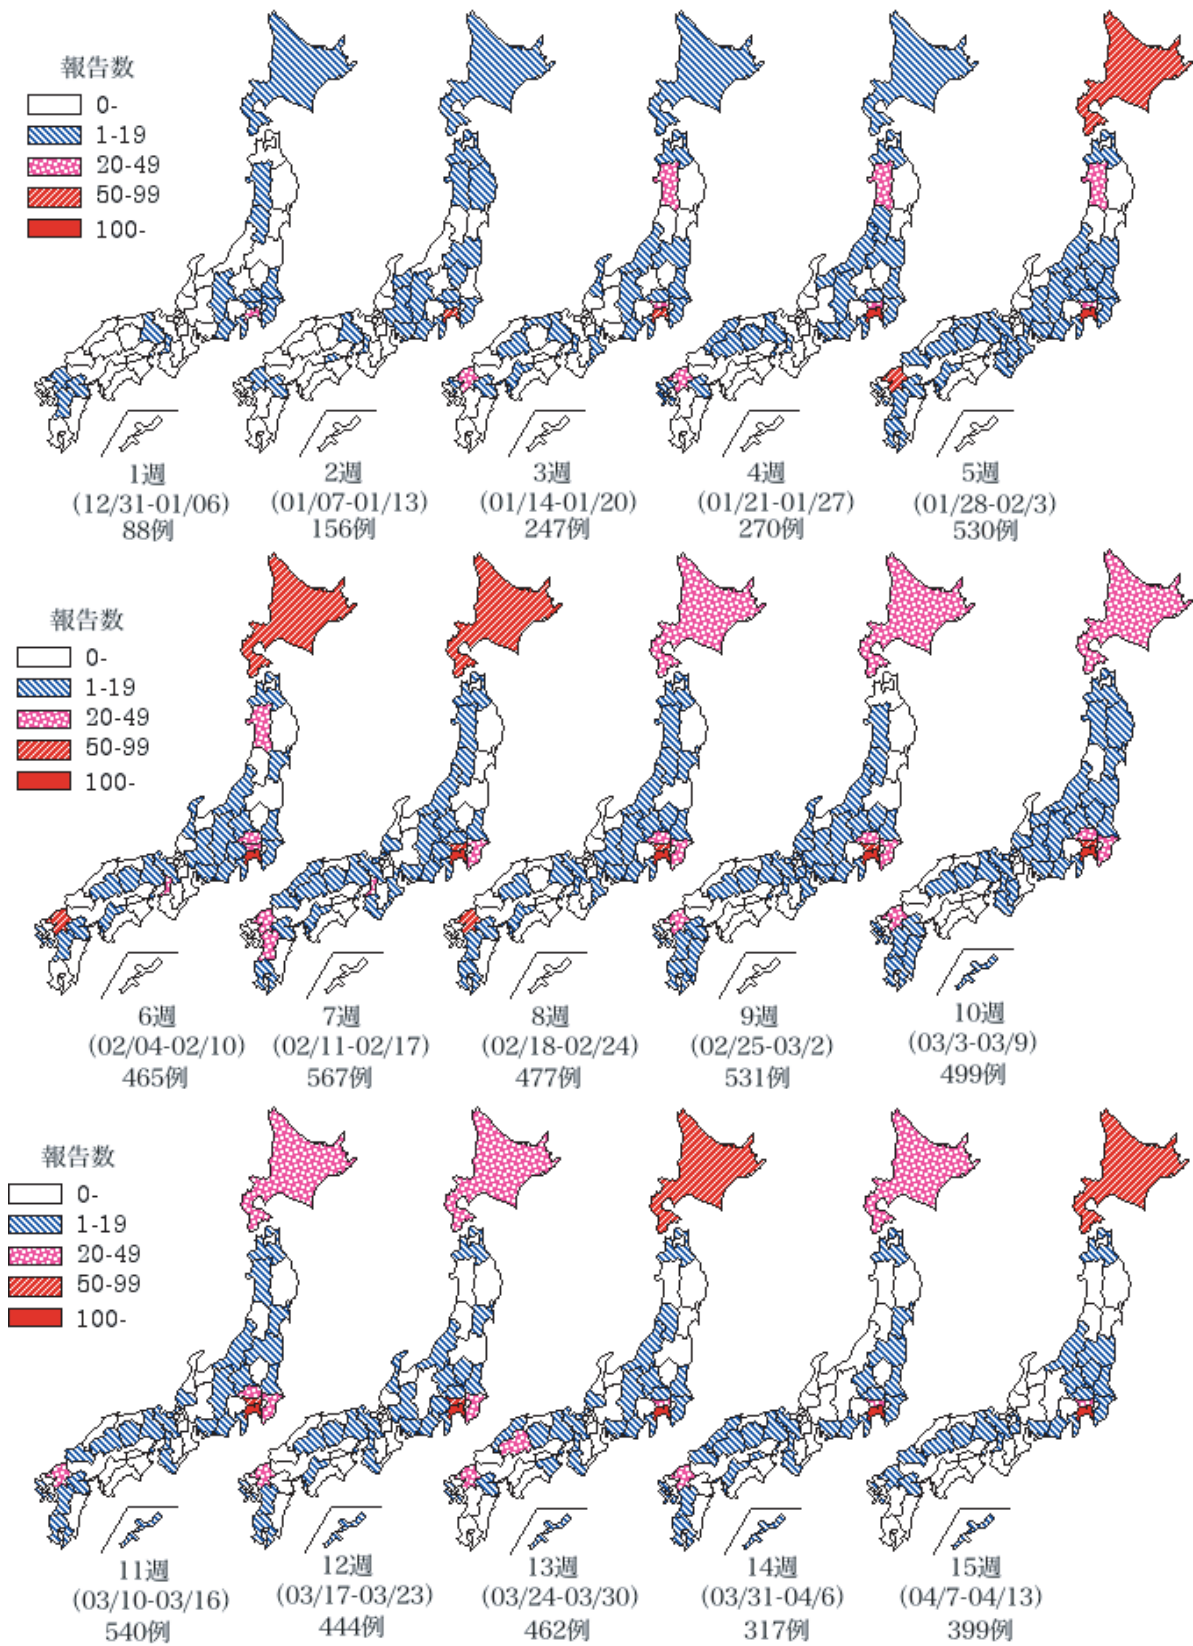 報告数
0-
1-19
20-49
50-99
100-
1週
(12/31-01/06)
88例
2週
(01/07-01/13)
156例
3週
(01/14-01/20)
247例
4週
(01/21-01/27)
270例
5週
(01/28-02/3)
530例
報告数
0-
1-19
20-49
50-99
100-
6週
(02/04-02/10)
465例
7週
(02/11-02/17)
567例
8週
(02/18-02/24)
477例
9週
(02/25-03/2)
531例
10週
(03/3-03/9)
499例
報告数
0-
1-19
20-49
50-99
100-
11週
(03/10-03/16)
540例
12週
(03/17-03/23)
444例
13週
(03/24-03/30)
462例
14週
(03/31-04/6)
317例
15週
(04/7-04/13)
399例